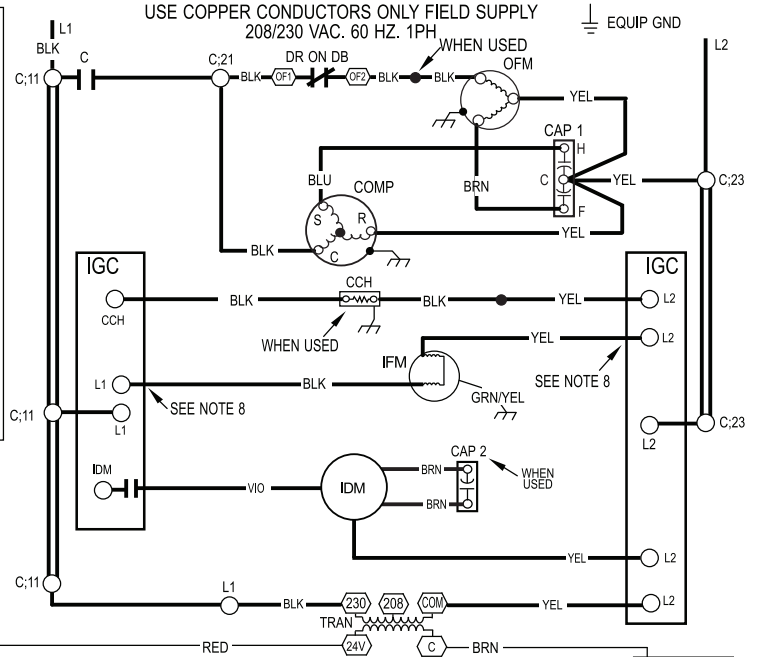 USE COPPER CONDUCTORS ONLY FIELD SUPPLY
208/230 VAC. 60 HZ. 1PH
EQUIP GND
L1
BLK
L2
C;11
C
C;21
BLK
OF1
DR ON DB
OF2
BLK
WHEN USED
BLK
OFM
YEL
CAP 1
H
C
F
BLU
COMP
BRN
YEL
C;23
S
R
C
YEL
BLK
IGC
IGC
CCH
BLK
CCH
BLK
YEL
L2
WHEN USED
YEL
L2
IFM
L1
BLK
SEE NOTE 8
GRN/YEL
SEE NOTE 8
C;11
L1
L2
C;23
IDM
VIO
IDM
BRN
BRN
CAP 2
WHEN
USED
YEL
L2
C;11
L1
BLK
230
208
COM
YEL
L2
TRAN
RED
24V
C
BRN